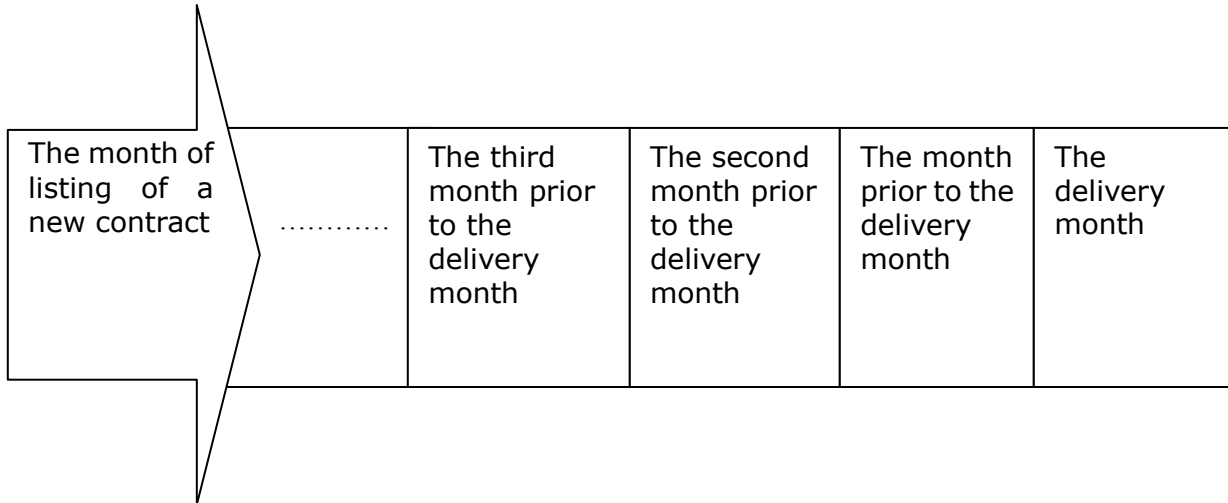 The month of
listing of a
new contract
............
The third
month prior
to the
delivery
month
The second
month prior
to the
delivery
month
The month
prior to the
delivery
month
The
delivery
month